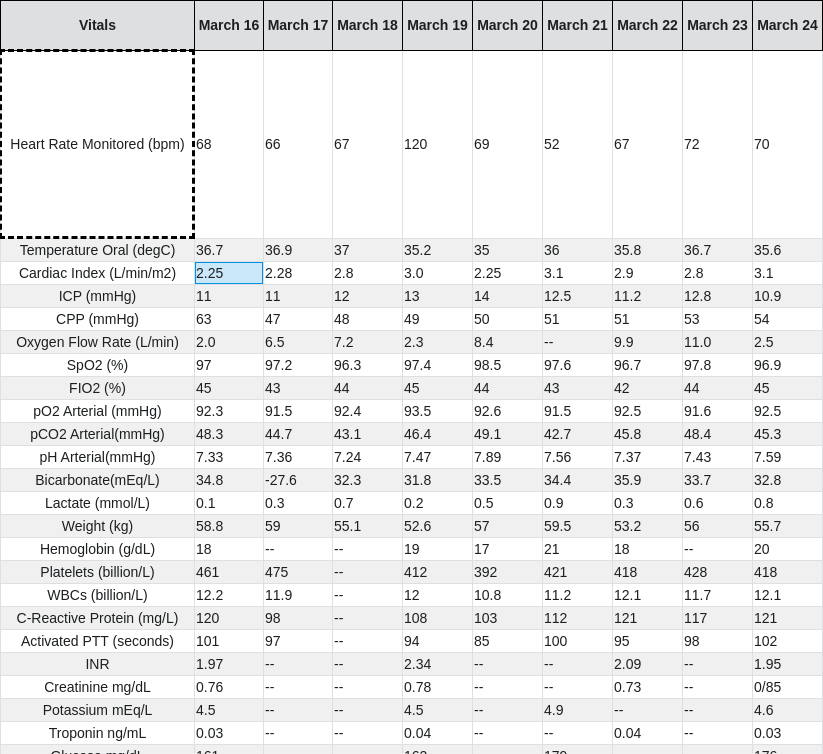 Vitals March 16 March 17 March 18 March 19 March 20 March 21 March 22 March 23 March 24
Heart Rate Monitored (bpm) 68 66 67 120 69 52 67 72 70
Temperature Oral (degC) 36.7 36.9 37 35.2 35 36 35.8 36.7 35.6
Cardiac Index (L/min/m2) 2.25 2.28 2.8 3.0 2.25 3.1 2.9 2.8 3.1
ICP (mmHg) 11 11 12 13 14 12.5 11.2 12.8 10.9
CPP (mmHg) 63 47 48 49 50 51 51 53 54
Oxygen Flow Rate (L/min) 2.0 6.5 7.2 2.3 8.4 -- 9.9 11.0 2.5
SpO2 (%) 97 97.2 96.3 97.4 98.5 97.6 96.7 97.8 96.9
FIO2 (%) 45 43 44 45 44 43 42 44 45
pO2 Arterial (mmHg) 92.3 91.5 92.4 93.5 92.6 91.5 92.5 91.6 92.5
pCO2 Arterial(mmHg) 48.3 44.7 43.1 46.4 49.1 42.7 45.8 48.4 45.3
pH Arterial(mmHg) 7.33 7.36 7.24 7.47 7.89 7.56 7.37 7.43 7.59
Bicarbonate(mEq/L) 34.8 -27.6 32.3 31.8 33.5 34.4 35.9 33.7 32.8
Lactate (mmol/L) 0.1 0.3 0.7 0.2 0.5 0.9 0.3 0.6 0.8
Weight (kg) 58.8 59 55.1 52.6 57 59.5 53.2 56 55.7
Hemoglobin (g/dL) 18 -- -- 19 17 21 18 -- 20
Platelets (billion/L) 461 475 -- 412 392 421 418 428 418
WBCs (billion/L) 12.2 11.9 -- 12 10.8 11.2 12.1 11.7 12.1
C-Reactive Protein (mg/L) 120 98 -- 108 103 112 121 117 121
Activated PTT (seconds) 101 97 -- 94 85 100 95 98 102
INR 1.97 -- -- 2.34 -- -- 2.09 -- 1.95
Creatinine mg/dL 0.76 -- -- 0.78 -- -- 0.73 -- 0/85
Potassium mEq/L 4.5 -- -- 4.5 -- 4.9 -- -- 4.6
Troponin ng/mL 0.03 -- -- 0.04 -- -- 0.04 -- 0.03